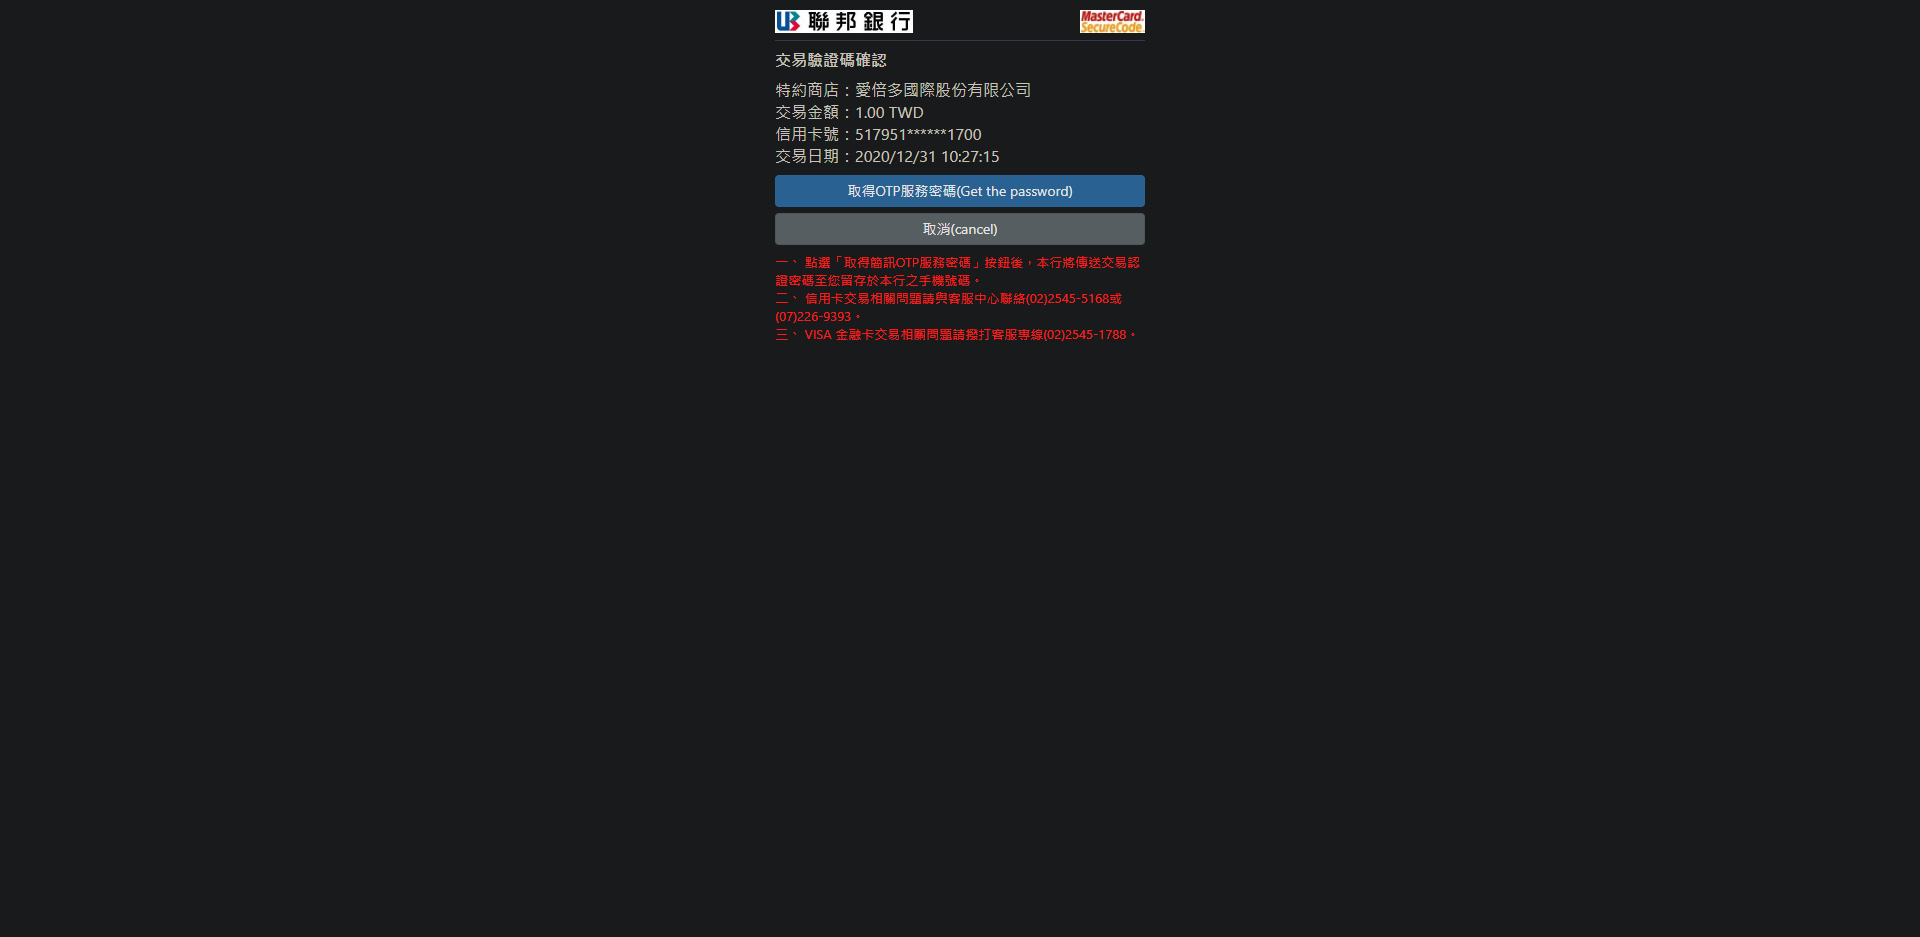 聯邦銀行
MasterCard.
SecureCode.
交易驗證碼確認
特約商店：愛倍多國際股份有限公司
交易金額：1.00 TWD
信用卡號：517951******1700
交易日期：2020/12/31 10:27:15
取得OTP服務密碼(Get the password)
取消(cancel)
一、 點選「取得簡訊OTP服務密碼」按鈕後，本行將傳送交易認
證密碼至您留存於本行之手機號碼。
二、 信用卡交易相關問題請與客服中心聯絡(02)2545-5168或
(07)226-9393。
三、 VISA 金融卡交易相關問題請撥打客服專線(02)2545-1788。